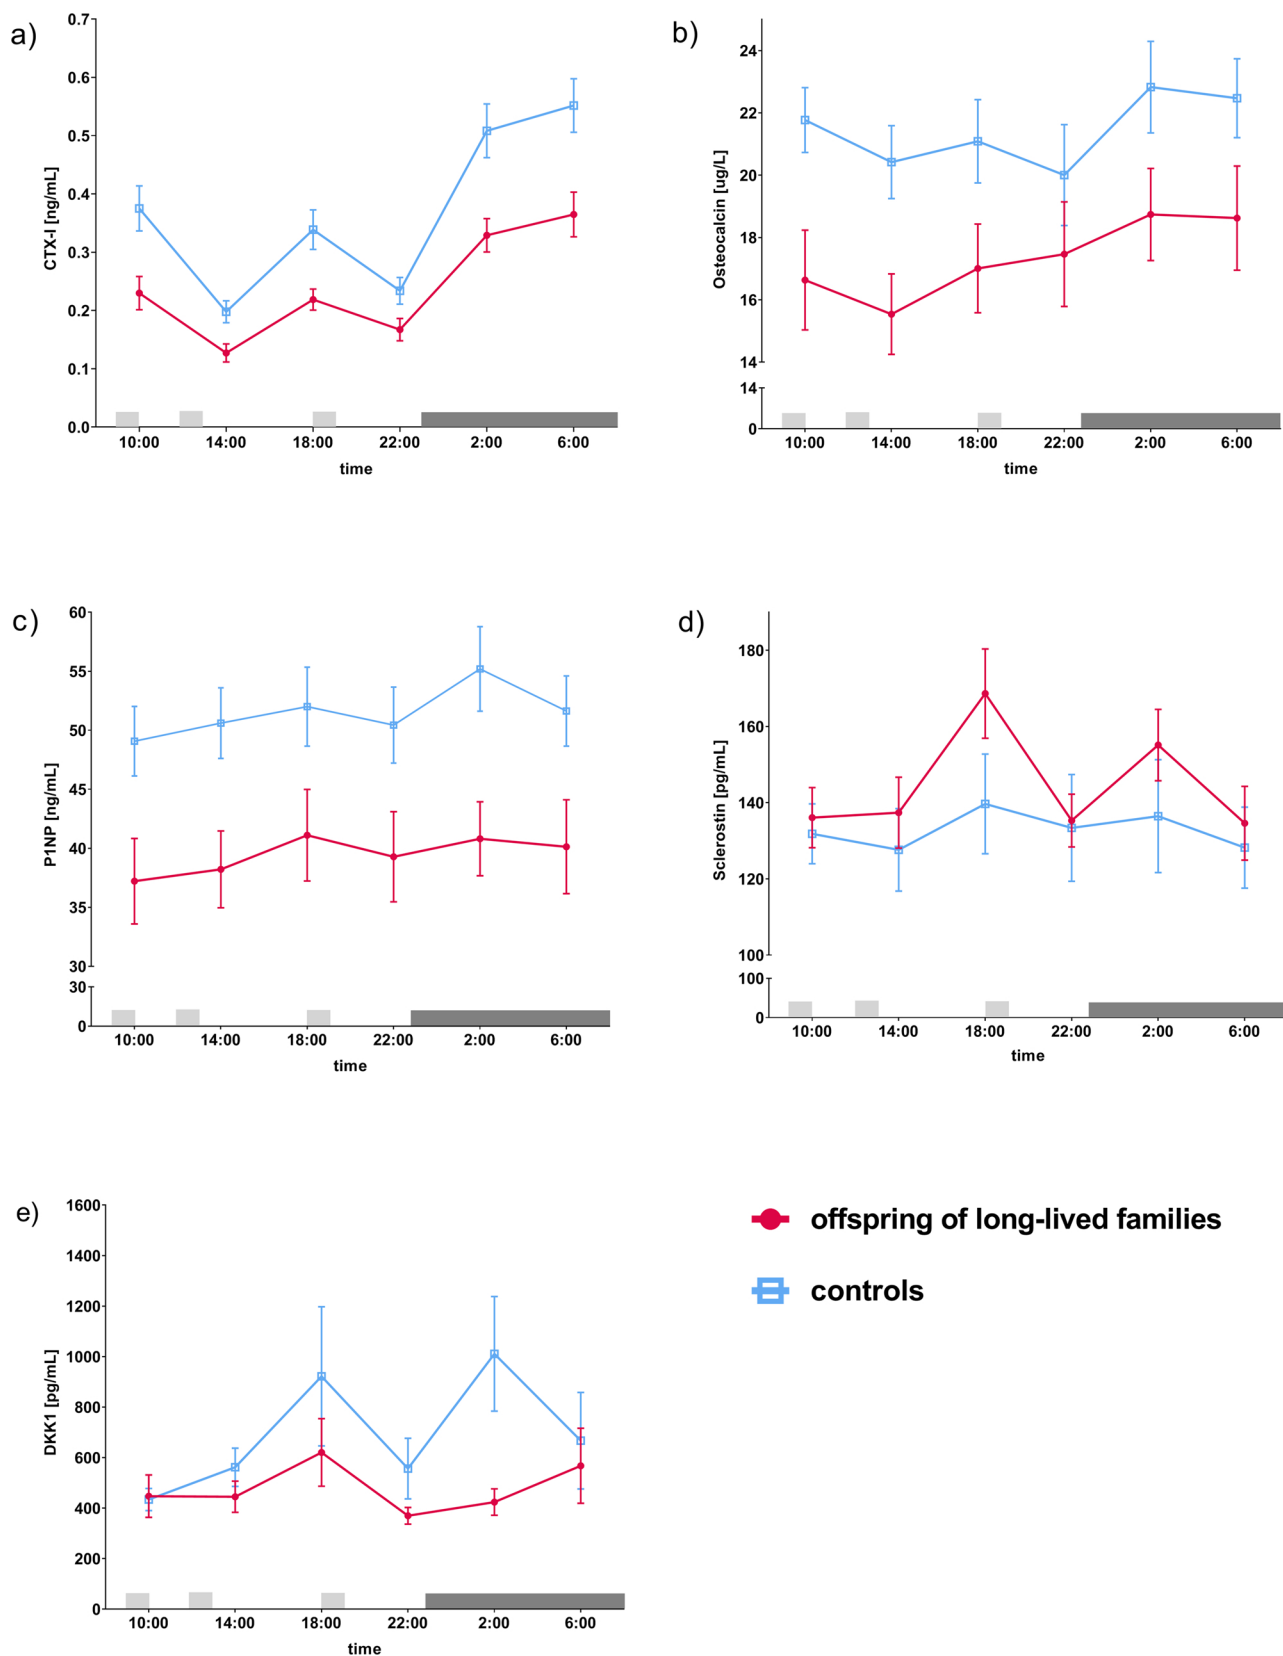 a)
CTX-I [ng/mL]
0.7
0.6
0.5
0.4
0.3
0.2
0.1
0.0
10:00 14:00 18:00 22:00 2:00 6:00
time
b)
Osteocalcin [ug/L]
24
22
20
18
16
14
14
0
10:00 14:00 18:00 22:00 2:00 6:00
time
c)
P1NP [ng/mL]
60
55
50
45
40
35
30
30
0
10:00 14:00 18:00 22:00 2:00 6:00
time
d)
Sclerostin [pg/mL]
180
160
140
120
100
100
0
10:00 14:00 18:00 22:00 2:00 6:00
time
e)
DKK1 [pg/mL]
1600
1400
1200
1000
800
600
400
200
0
10:00 14:00 18:00 22:00 2:00 6:00
time
offspring of long-lived families
controls